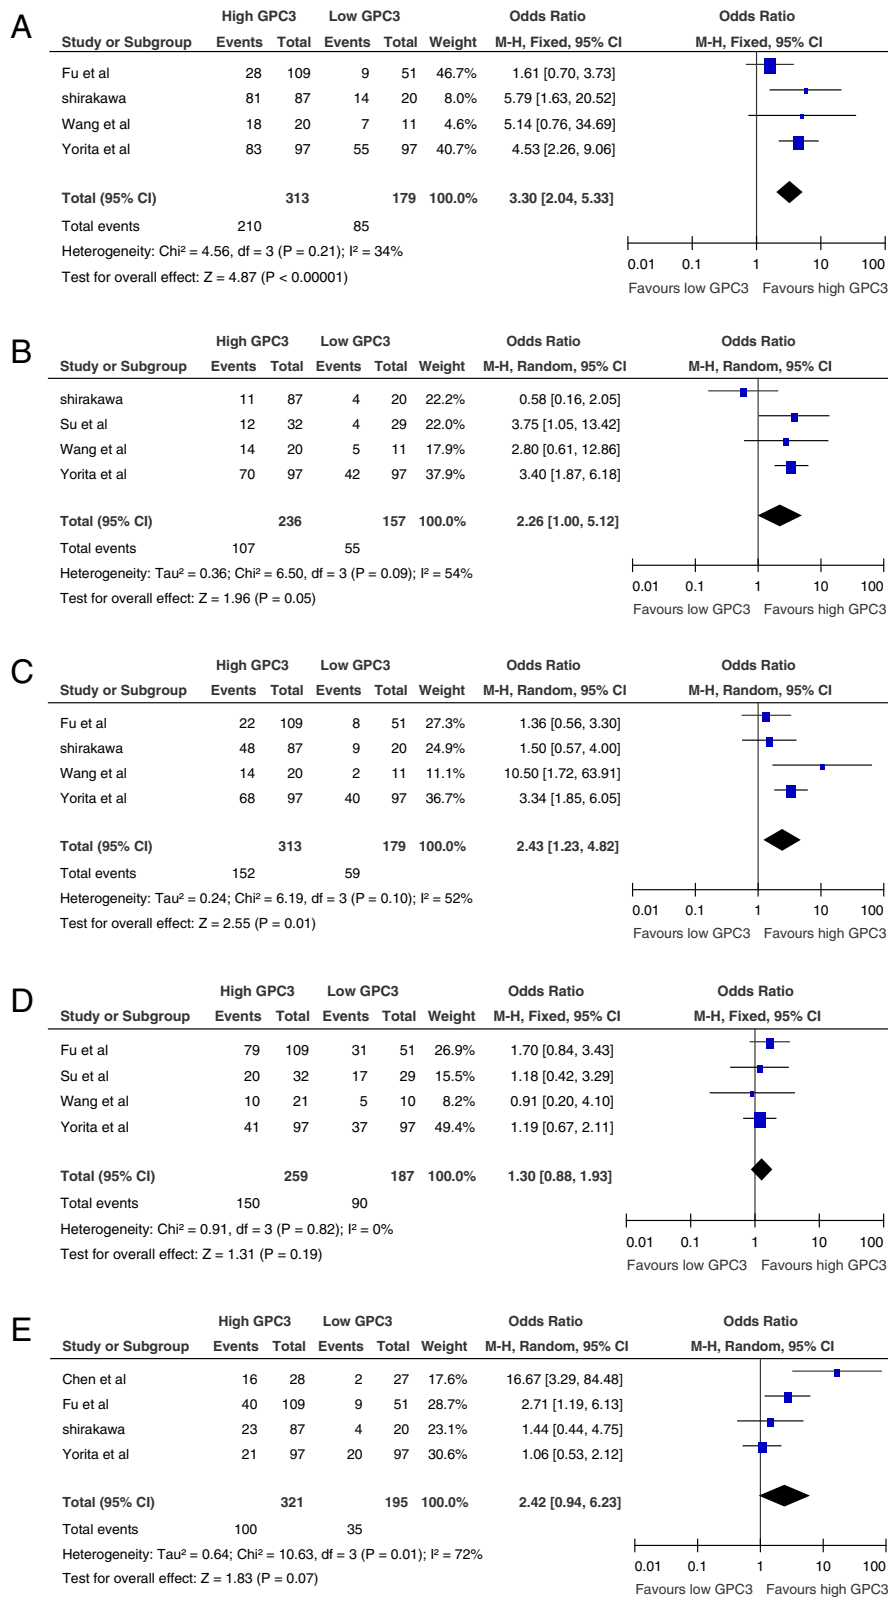 A
High GPC3 Low GPC3 Odds Ratio Odds Ratio
Study or Subgroup Events Total Events Total Weight M-H, Fixed, 95% CI M-H, Fixed, 95% CI
Fu et al 28 109 9 51 46.7% 1.61 [0.70, 3.73]
shirakawa 81 87 14 20 8.0% 5.79 [1.63, 20.52]
Wang et al 18 20 7 11 4.6% 5.14 [0.76, 34.69]
Yorita et al 83 97 55 97 40.7% 4.53 [2.26, 9.06]
Total (95% CI) 313 179 100.0% 3.30 [2.04, 5.33]
Total events 210 85
Heterogeneity: Chi² = 4.56, df = 3 (P = 0.21); I² = 34%
Test for overall effect: Z = 4.87 (P < 0.00001)
0.01 0.1 1 10 100
Favours low GPC3 Favours high GPC3
B
High GPC3 Low GPC3 Odds Ratio Odds Ratio
Study or Subgroup Events Total Events Total Weight M-H, Random, 95% CI M-H, Random, 95% CI
shirakawa 11 87 4 20 22.2% 0.58 [0.16, 2.05]
Su et al 12 32 4 29 22.0% 3.75 [1.05, 13.42]
Wang et al 14 20 5 11 17.9% 2.80 [0.61, 12.86]
Yorita et al 70 97 42 97 37.9% 3.40 [1.87, 6.18]
Total (95% CI) 236 157 100.0% 2.26 [1.00, 5.12]
Total events 107 55
Heterogeneity: Tau² = 0.36; Chi² = 6.50, df = 3 (P = 0.09); I² = 54%
Test for overall effect: Z = 1.96 (P = 0.05)
0.01 0.1 1 10 100
Favours low GPC3 Favours high GPC3
C
High GPC3 Low GPC3 Odds Ratio Odds Ratio
Study or Subgroup Events Total Events Total Weight M-H, Random, 95% CI M-H, Random, 95% CI
Fu et al 22 109 8 51 27.3% 1.36 [0.56, 3.30]
shirakawa 48 87 9 20 24.9% 1.50 [0.57, 4.00]
Wang et al 14 20 2 11 11.1% 10.50 [1.72, 63.91]
Yorita et al 68 97 40 97 36.7% 3.34 [1.85, 6.05]
Total (95% CI) 313 179 100.0% 2.43 [1.23, 4.82]
Total events 152 59
Heterogeneity: Tau² = 0.24; Chi² = 6.19, df = 3 (P = 0.10); I² = 52%
Test for overall effect: Z = 2.55 (P = 0.01)
0.01 0.1 1 10 100
Favours low GPC3 Favours high GPC3
D
High GPC3 Low GPC3 Odds Ratio Odds Ratio
Study or Subgroup Events Total Events Total Weight M-H, Fixed, 95% CI M-H, Fixed, 95% CI
Fu et al 79 109 31 51 26.9% 1.70 [0.84, 3.43]
Su et al 20 32 17 29 15.5% 1.18 [0.42, 3.29]
Wang et al 10 21 5 10 8.2% 0.91 [0.20, 4.10]
Yorita et al 41 97 37 97 49.4% 1.19 [0.67, 2.11]
Total (95% CI) 259 187 100.0% 1.30 [0.88, 1.93]
Total events 150 90
Heterogeneity: Chi² = 0.91, df = 3 (P = 0.82); I² = 0%
Test for overall effect: Z = 1.31 (P = 0.19)
0.01 0.1 1 10 100
Favours low GPC3 Favours high GPC3
E
High GPC3 Low GPC3 Odds Ratio Odds Ratio
Study or Subgroup Events Total Events Total Weight M-H, Random, 95% CI M-H, Random, 95% CI
Chen et al 16 28 2 27 17.6% 16.67 [3.29, 84.48]
Fu et al 40 109 9 51 28.7% 2.71 [1.19, 6.13]
shirakawa 23 87 4 20 23.1% 1.44 [0.44, 4.75]
Yorita et al 21 97 20 97 30.6% 1.06 [0.53, 2.12]
Total (95% CI) 321 195 100.0% 2.42 [0.94, 6.23]
Total events 100 35
Heterogeneity: Tau² = 0.64; Chi² = 10.63, df = 3 (P = 0.01); I² = 72%
Test for overall effect: Z = 1.83 (P = 0.07)
0.01 0.1 1 10 100
Favours low GPC3 Favours high GPC3